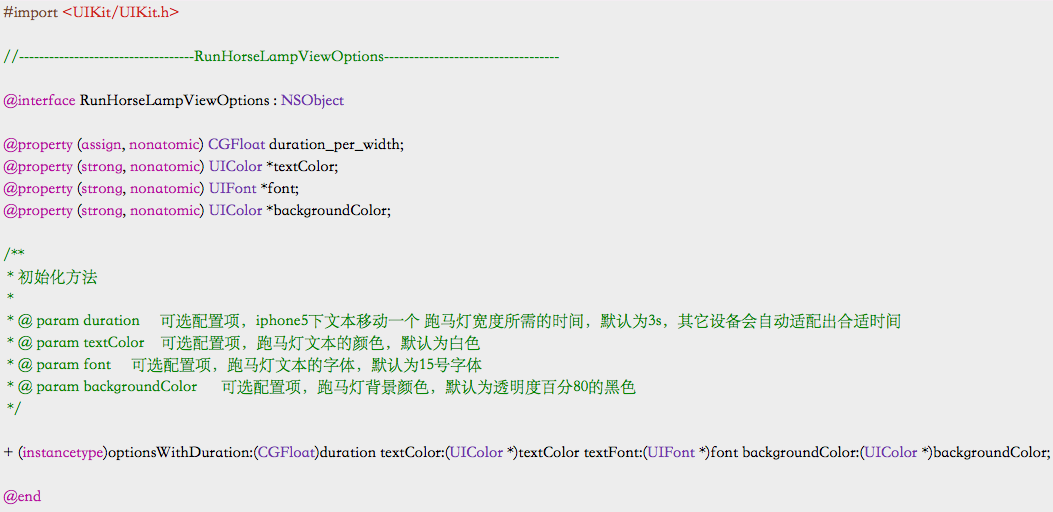 #import <UIKit/UIKit.h>
//-----------------------------------RunHorseLampViewOptions-----------------------------------
@interface RunHorseLampViewOptions : NSObject
@property (assign, nonatomic) CGFloat duration_per_width;
@property (strong, nonatomic) UIColor *textColor;
@property (strong, nonatomic) UIFont *font;
@property (strong, nonatomic) UIColor *backgroundColor;
/**
* 初始化方法
*
* @ param duration 可选配置项，iphone5下文本移动一个 跑马灯宽度所需的时间，默认为3s，其它设备会自动适配出合适时间
* @ param textColor 可选配置项，跑马灯文本的颜色，默认为白色
* @ param font 可选配置项，跑马灯文本的字体，默认为15号字体
* @ param backgroundColor 可选配置项，跑马灯背景颜色，默认为透明度百分80的黑色
*/
+ (instancetype)optionsWithDuration:(CGFloat)duration textColor:(UIColor *)textColor textFont:(UIFont *)font backgroundColor:(UIColor *)backgroundColor;
@end